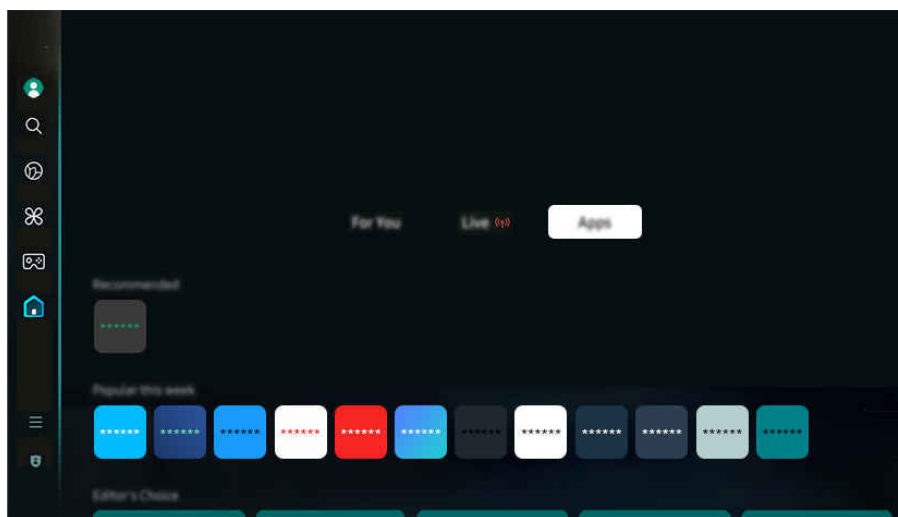 For You Live Apps
Recommended
******
Popular this week
****** ****** ****** ****** ****** ****** ****** ****** ****** ****** ****** ******
Editor's Choice